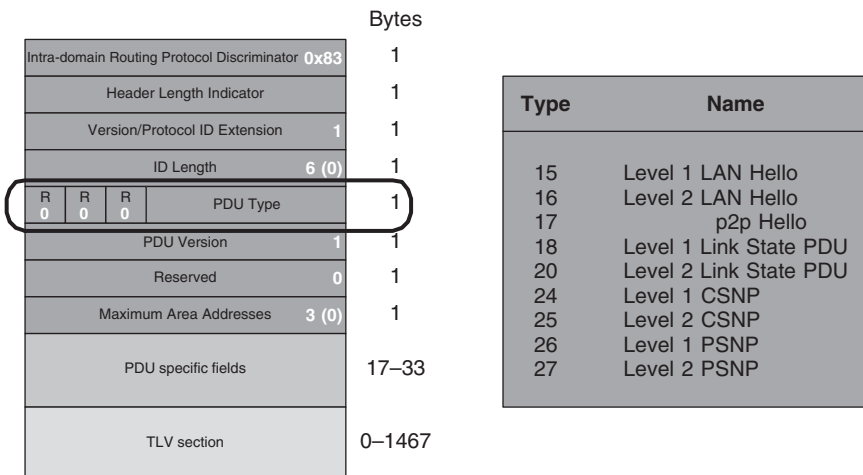 Bytes
Intra-domain Routing Protocol Discriminator 0x83 1
Header Length Indicator 1
Version/Protocol ID Extension 1 1
ID Length 6 (0) 1
R R R PDU Type 1
0 0 0
PDU Version 1 1
Reserved 0 1
Maximum Area Addresses 3 (0) 1
PDU specific fields 17–33
TLV section 0–1467
Type Name
15 Level 1 LAN Hello
16 Level 2 LAN Hello
17 p2p Hello
18 Level 1 Link State PDU
20 Level 2 Link State PDU
24 Level 1 CSNP
25 Level 2 CSNP
26 Level 1 PSNP
27 Level 2 PSNP